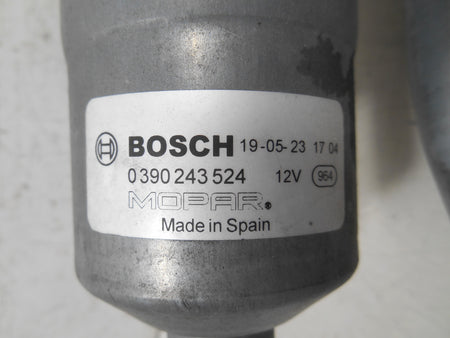 BOSCH 19-05-23 17 04
0 390 243 524 12V 964
MOPAR®
Made in Spain